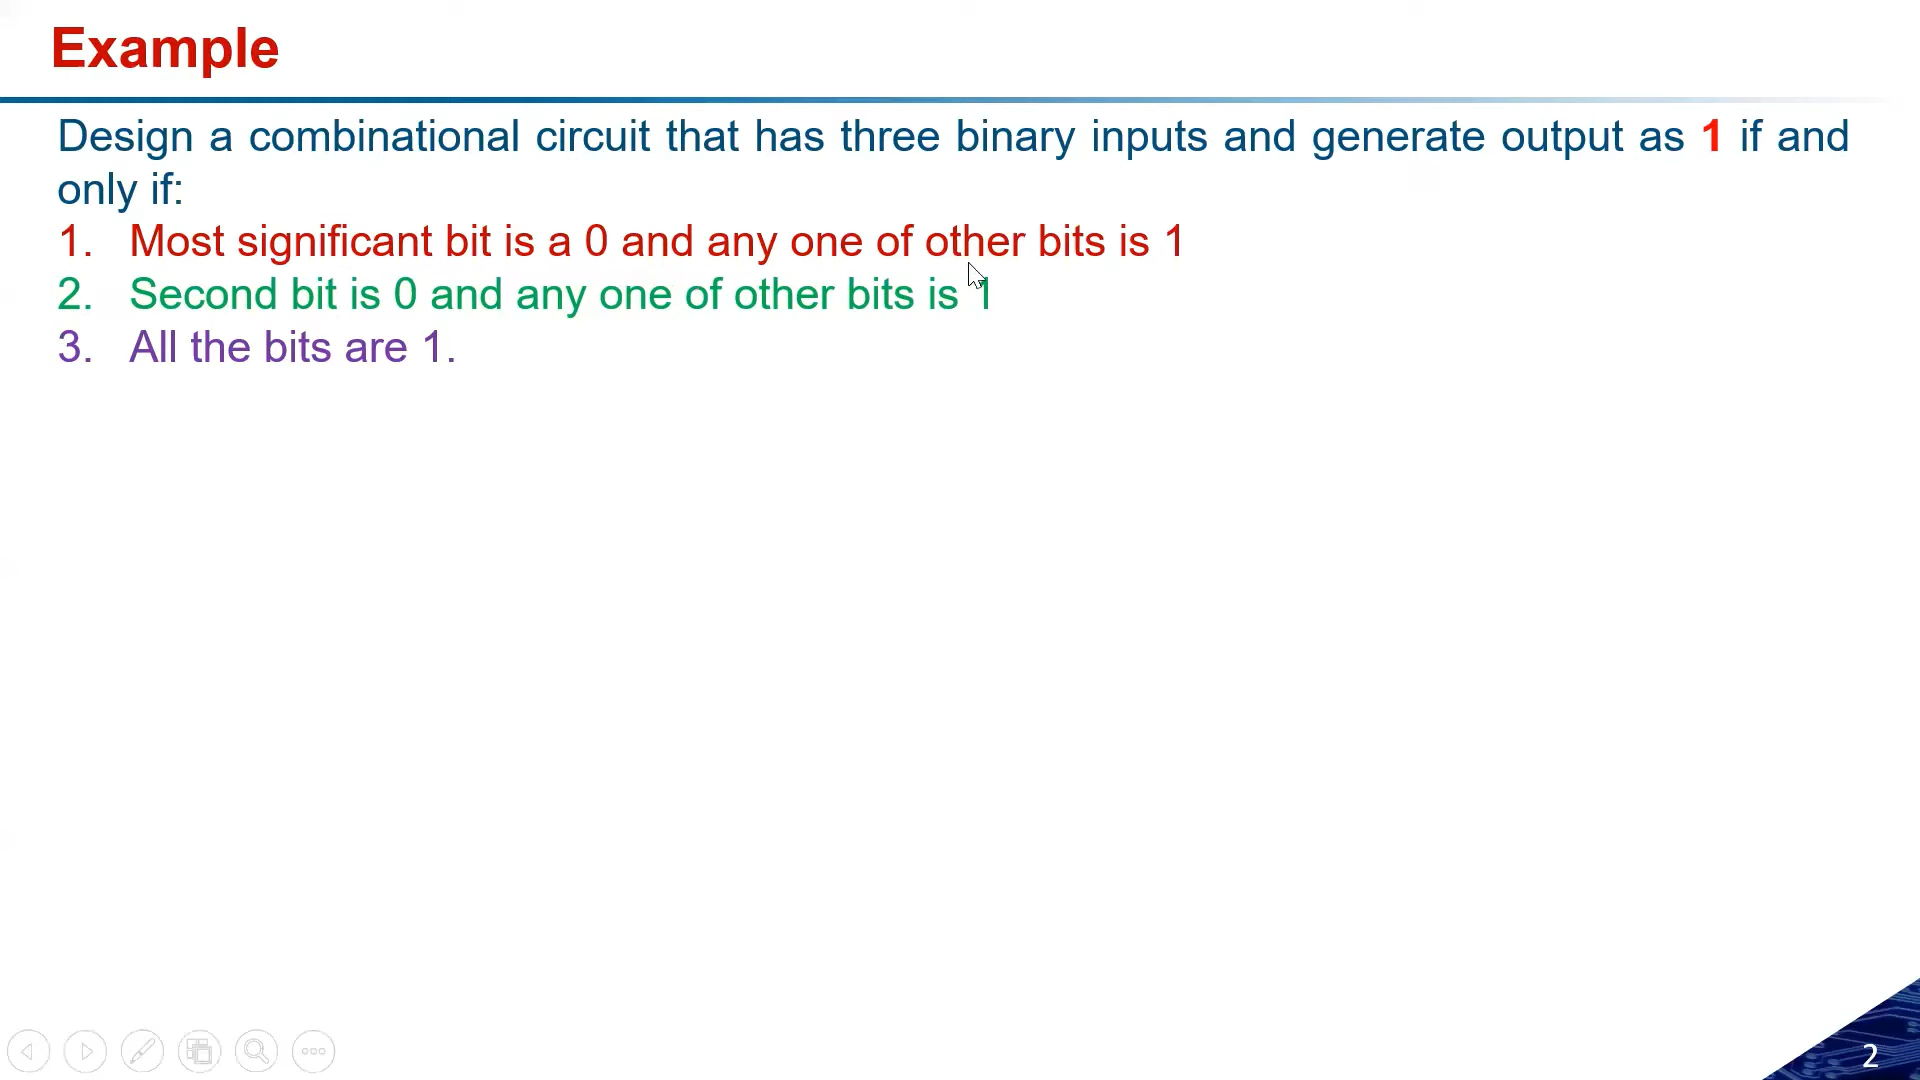 Example
Design a combinational circuit that has three binary inputs and generate output as 1 if and
only if:
1. Most significant bit is a 0 and any one of other bits is 1
2. Second bit is 0 and any one of other bits is 1
3. All the bits are 1.
2